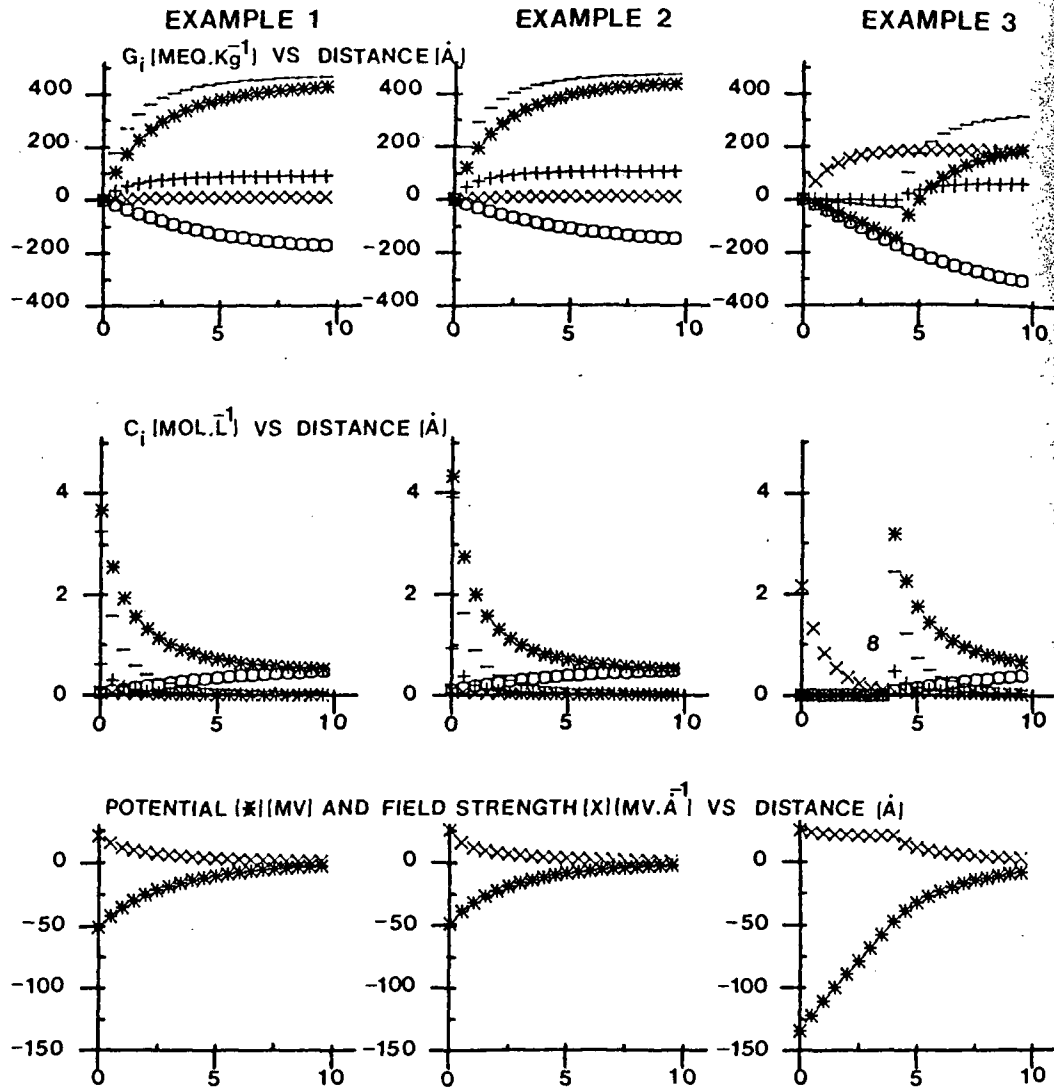 EXAMPLE 1 EXAMPLE 2 EXAMPLE 3
Gi (MEQ.Kg⁻¹) VS DISTANCE (Å)
400 400 400
200 200 200
0 0 0
-200 -200 -200
-400 -400 -400
0 5 10 0 5 10 0 5 10
Ci (MOL.L⁻¹) VS DISTANCE (Å)
4 4 4
2 2 2
8
0 0 0
0 5 10 0 5 10 0 5 10
POTENTIAL (*)(MV) AND FIELD STRENGTH (X)(MV.Å⁻¹) VS DISTANCE (Å)
0 0 0
-50 -50 -50
-100 -100 -100
-150 -150 -150
0 5 10 0 5 10 0 5 10